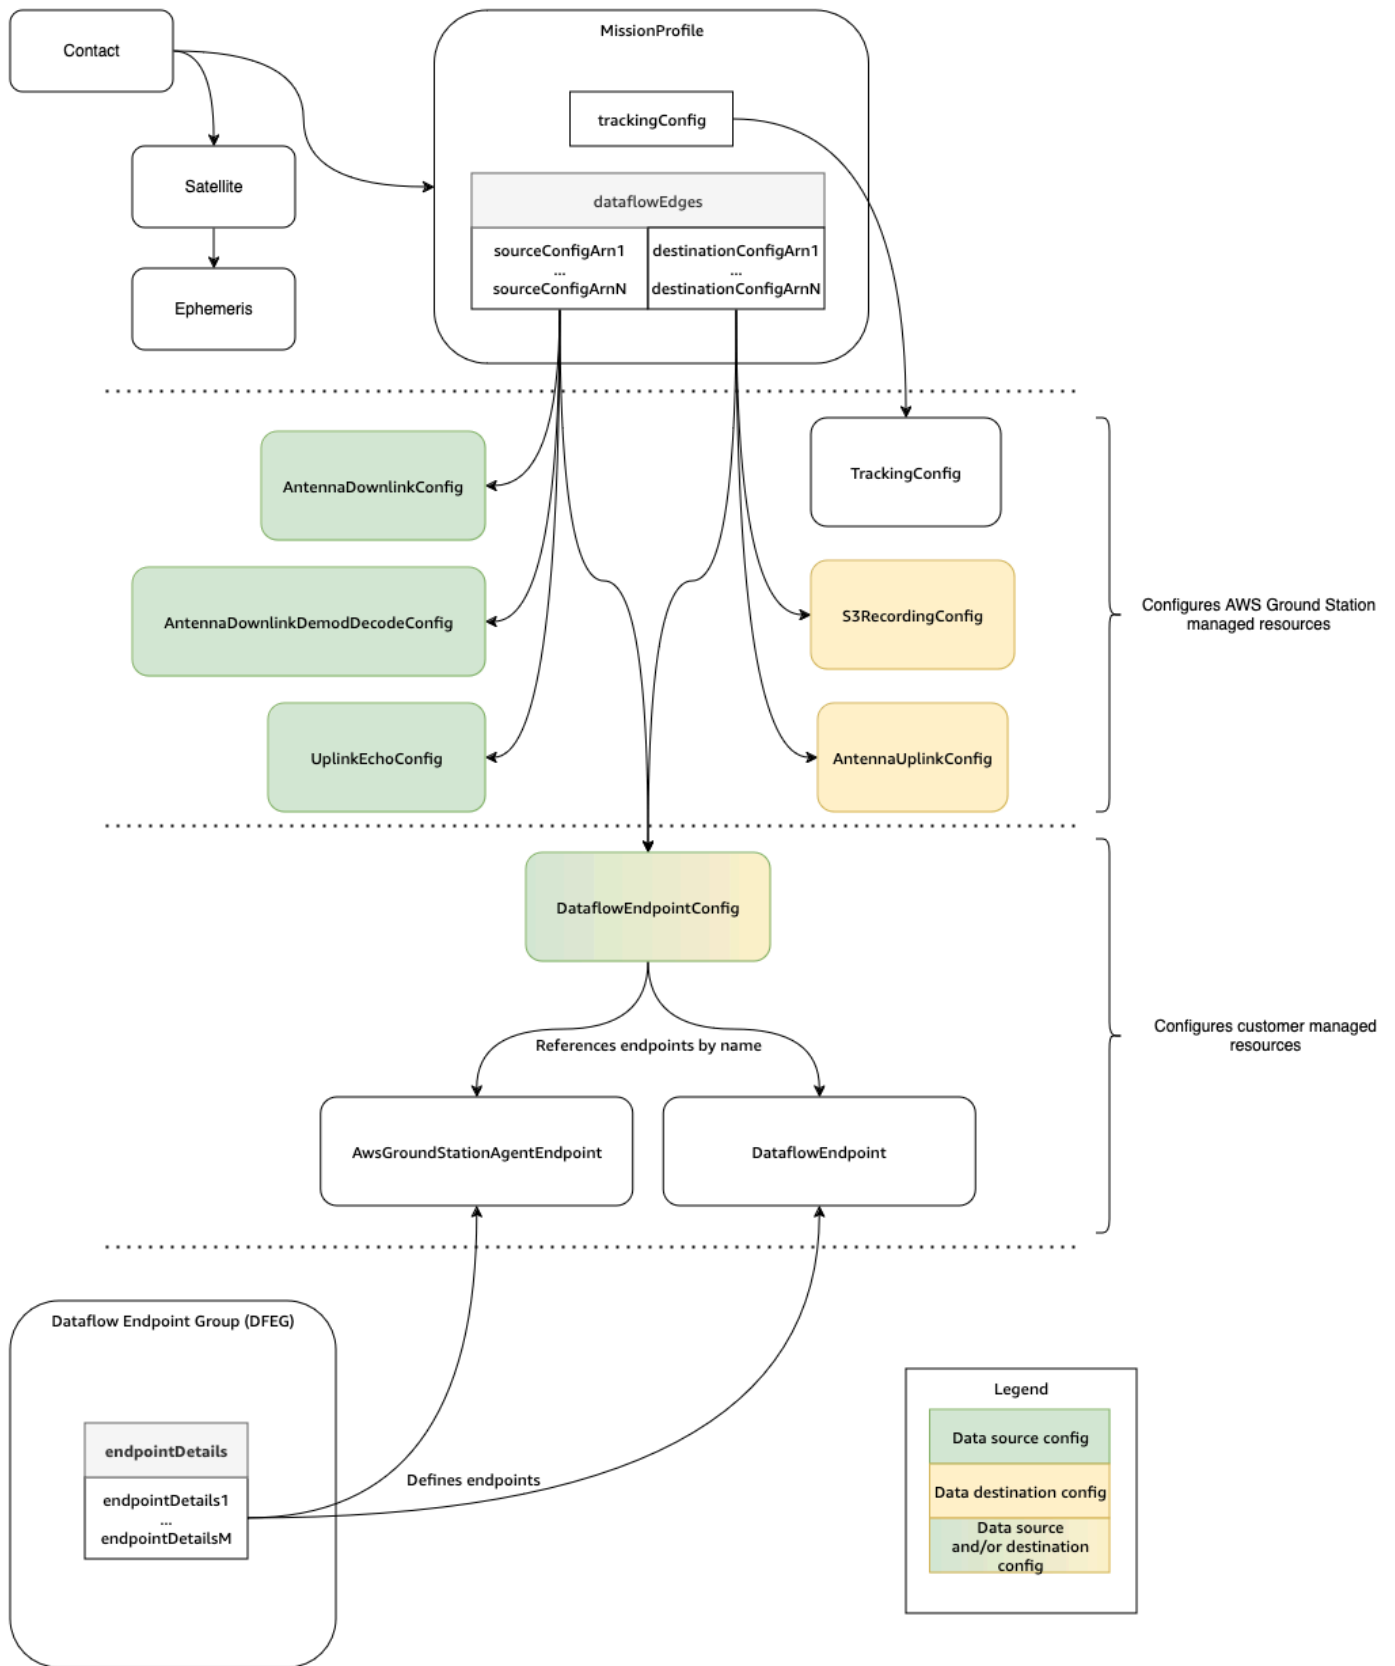 Contact
MissionProfile
trackingConfig
Satellite
dataflowEdges
sourceConfigArn1
...
sourceConfigArnN
destinationConfigArn1
...
destinationConfigArnN
Ephemeris
AntennaDownlinkConfig
TrackingConfig
AntennaDownlinkDemodDecodeConfig
S3RecordingConfig
Configures AWS Ground Station
managed resources
UplinkEchoConfig
AntennaUplinkConfig
DataflowEndpointConfig
References endpoints by name
Configures customer managed
resources
AwsGroundStationAgentEndpoint
DataflowEndpoint
Dataflow Endpoint Group (DFEG)
endpointDetails
endpointDetails1
...
endpointDetailsM
Defines endpoints
Legend
Data source config
Data destination config
Data source
and/or destination
config